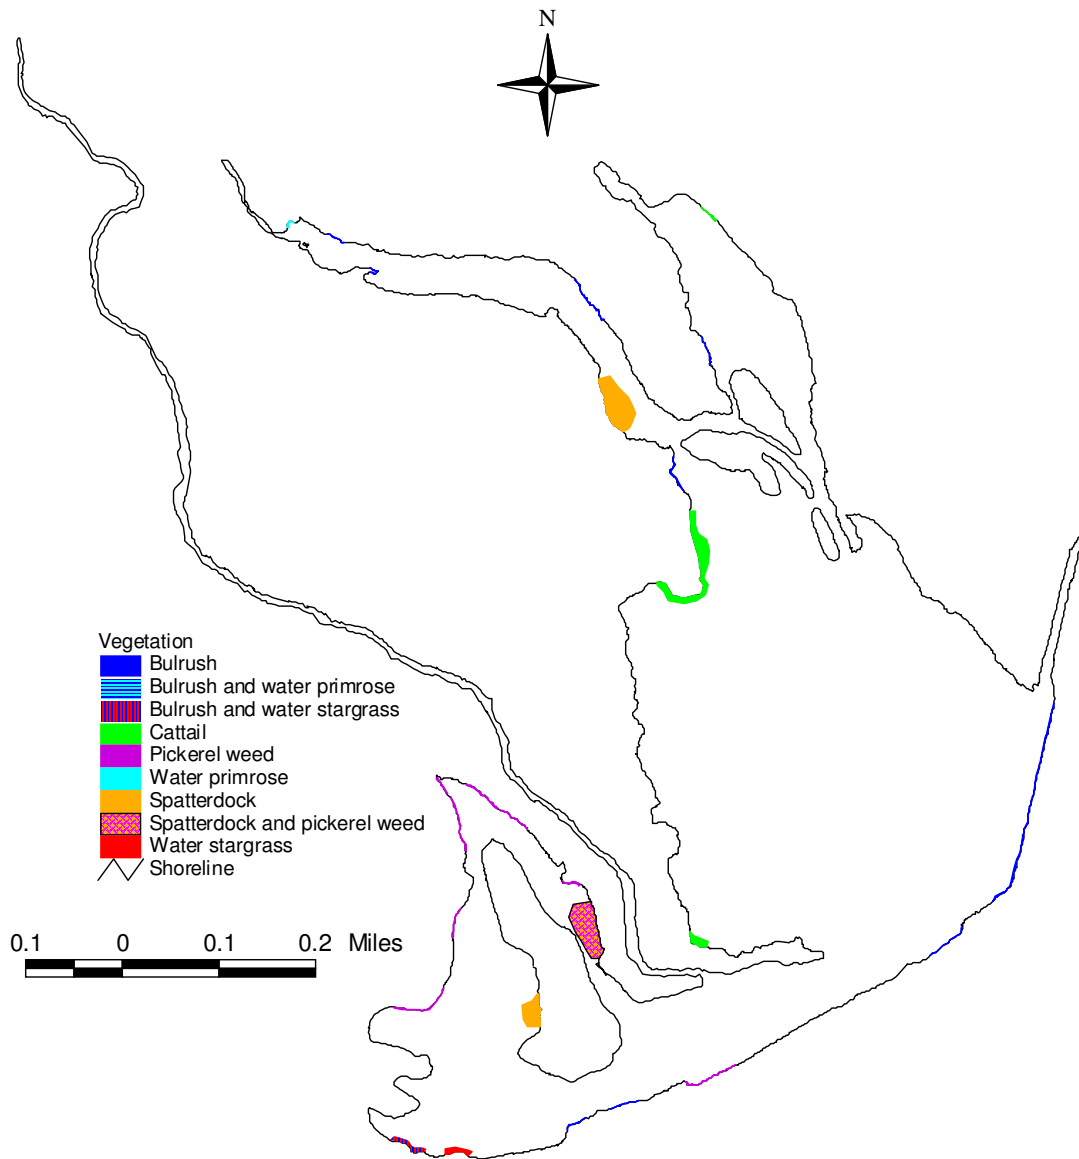 N
Vegetation
Bulrush
Bulrush and water primrose
Bulrush and water stargrass
Cattail
Pickerel weed
Water primrose
Spatterdock
Spatterdock and pickerel weed
Water stargrass
Shoreline
0.1 0 0.1 0.2 Miles